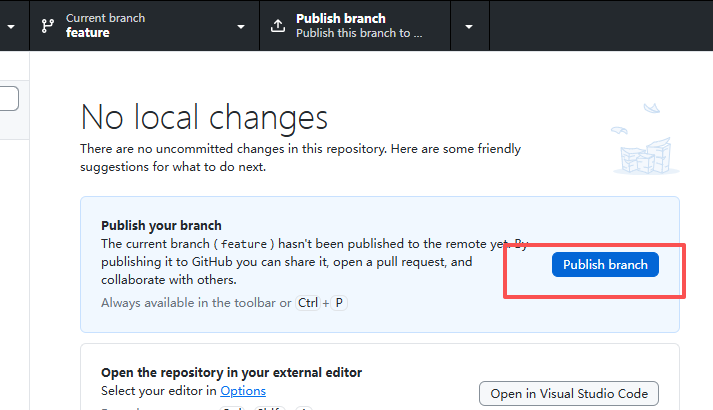 Current branch
feature
Publish branch
Publish this branch to ...
No local changes
There are no uncommitted changes in this repository. Here are some friendly
suggestions for what to do next.
Publish your branch
The current branch ( feature ) hasn't been published to the remote yet. By
publishing it to GitHub you can share it, open a pull request, and
collaborate with others.
Always available in the toolbar or Ctrl + P
Publish branch
Open the repository in your external editor
Select your editor in Options
Open in Visual Studio Code